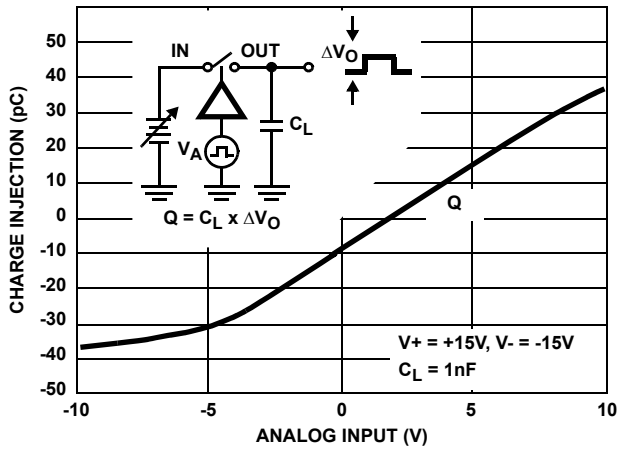 50
40
30
20
10
0
-10
-20
-30
-40
-50
CHARGE INJECTION (pC)
IN OUT
ΔVO
CL
VA
Q = CL x ΔVO
Q
V+ = +15V, V- = -15V
CL = 1nF
-10 -5 0 5 10
ANALOG INPUT (V)